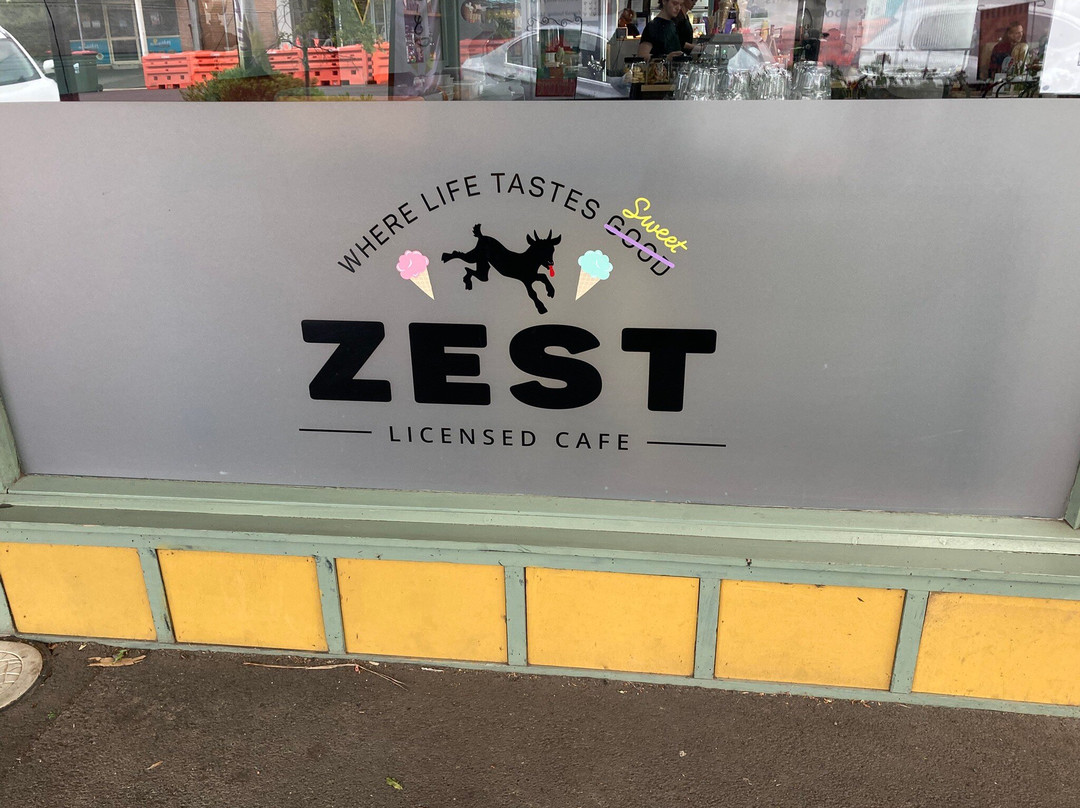 WHERE LIFE TASTES GOOD
Sweet
ZEST
LICENSED CAFE